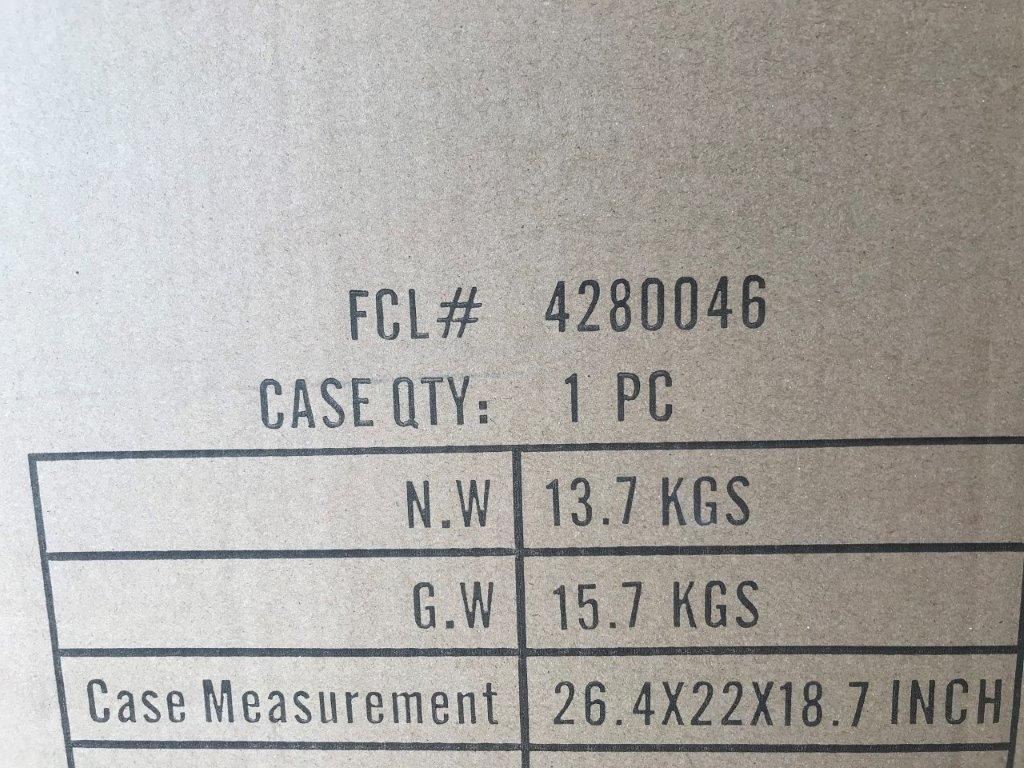 FCL# 4280046
CASE QTY: 1 PC
N.W 13.7 KGS
G.W 15.7 KGS
Case Measurement 26.4X22X18.7 INCH